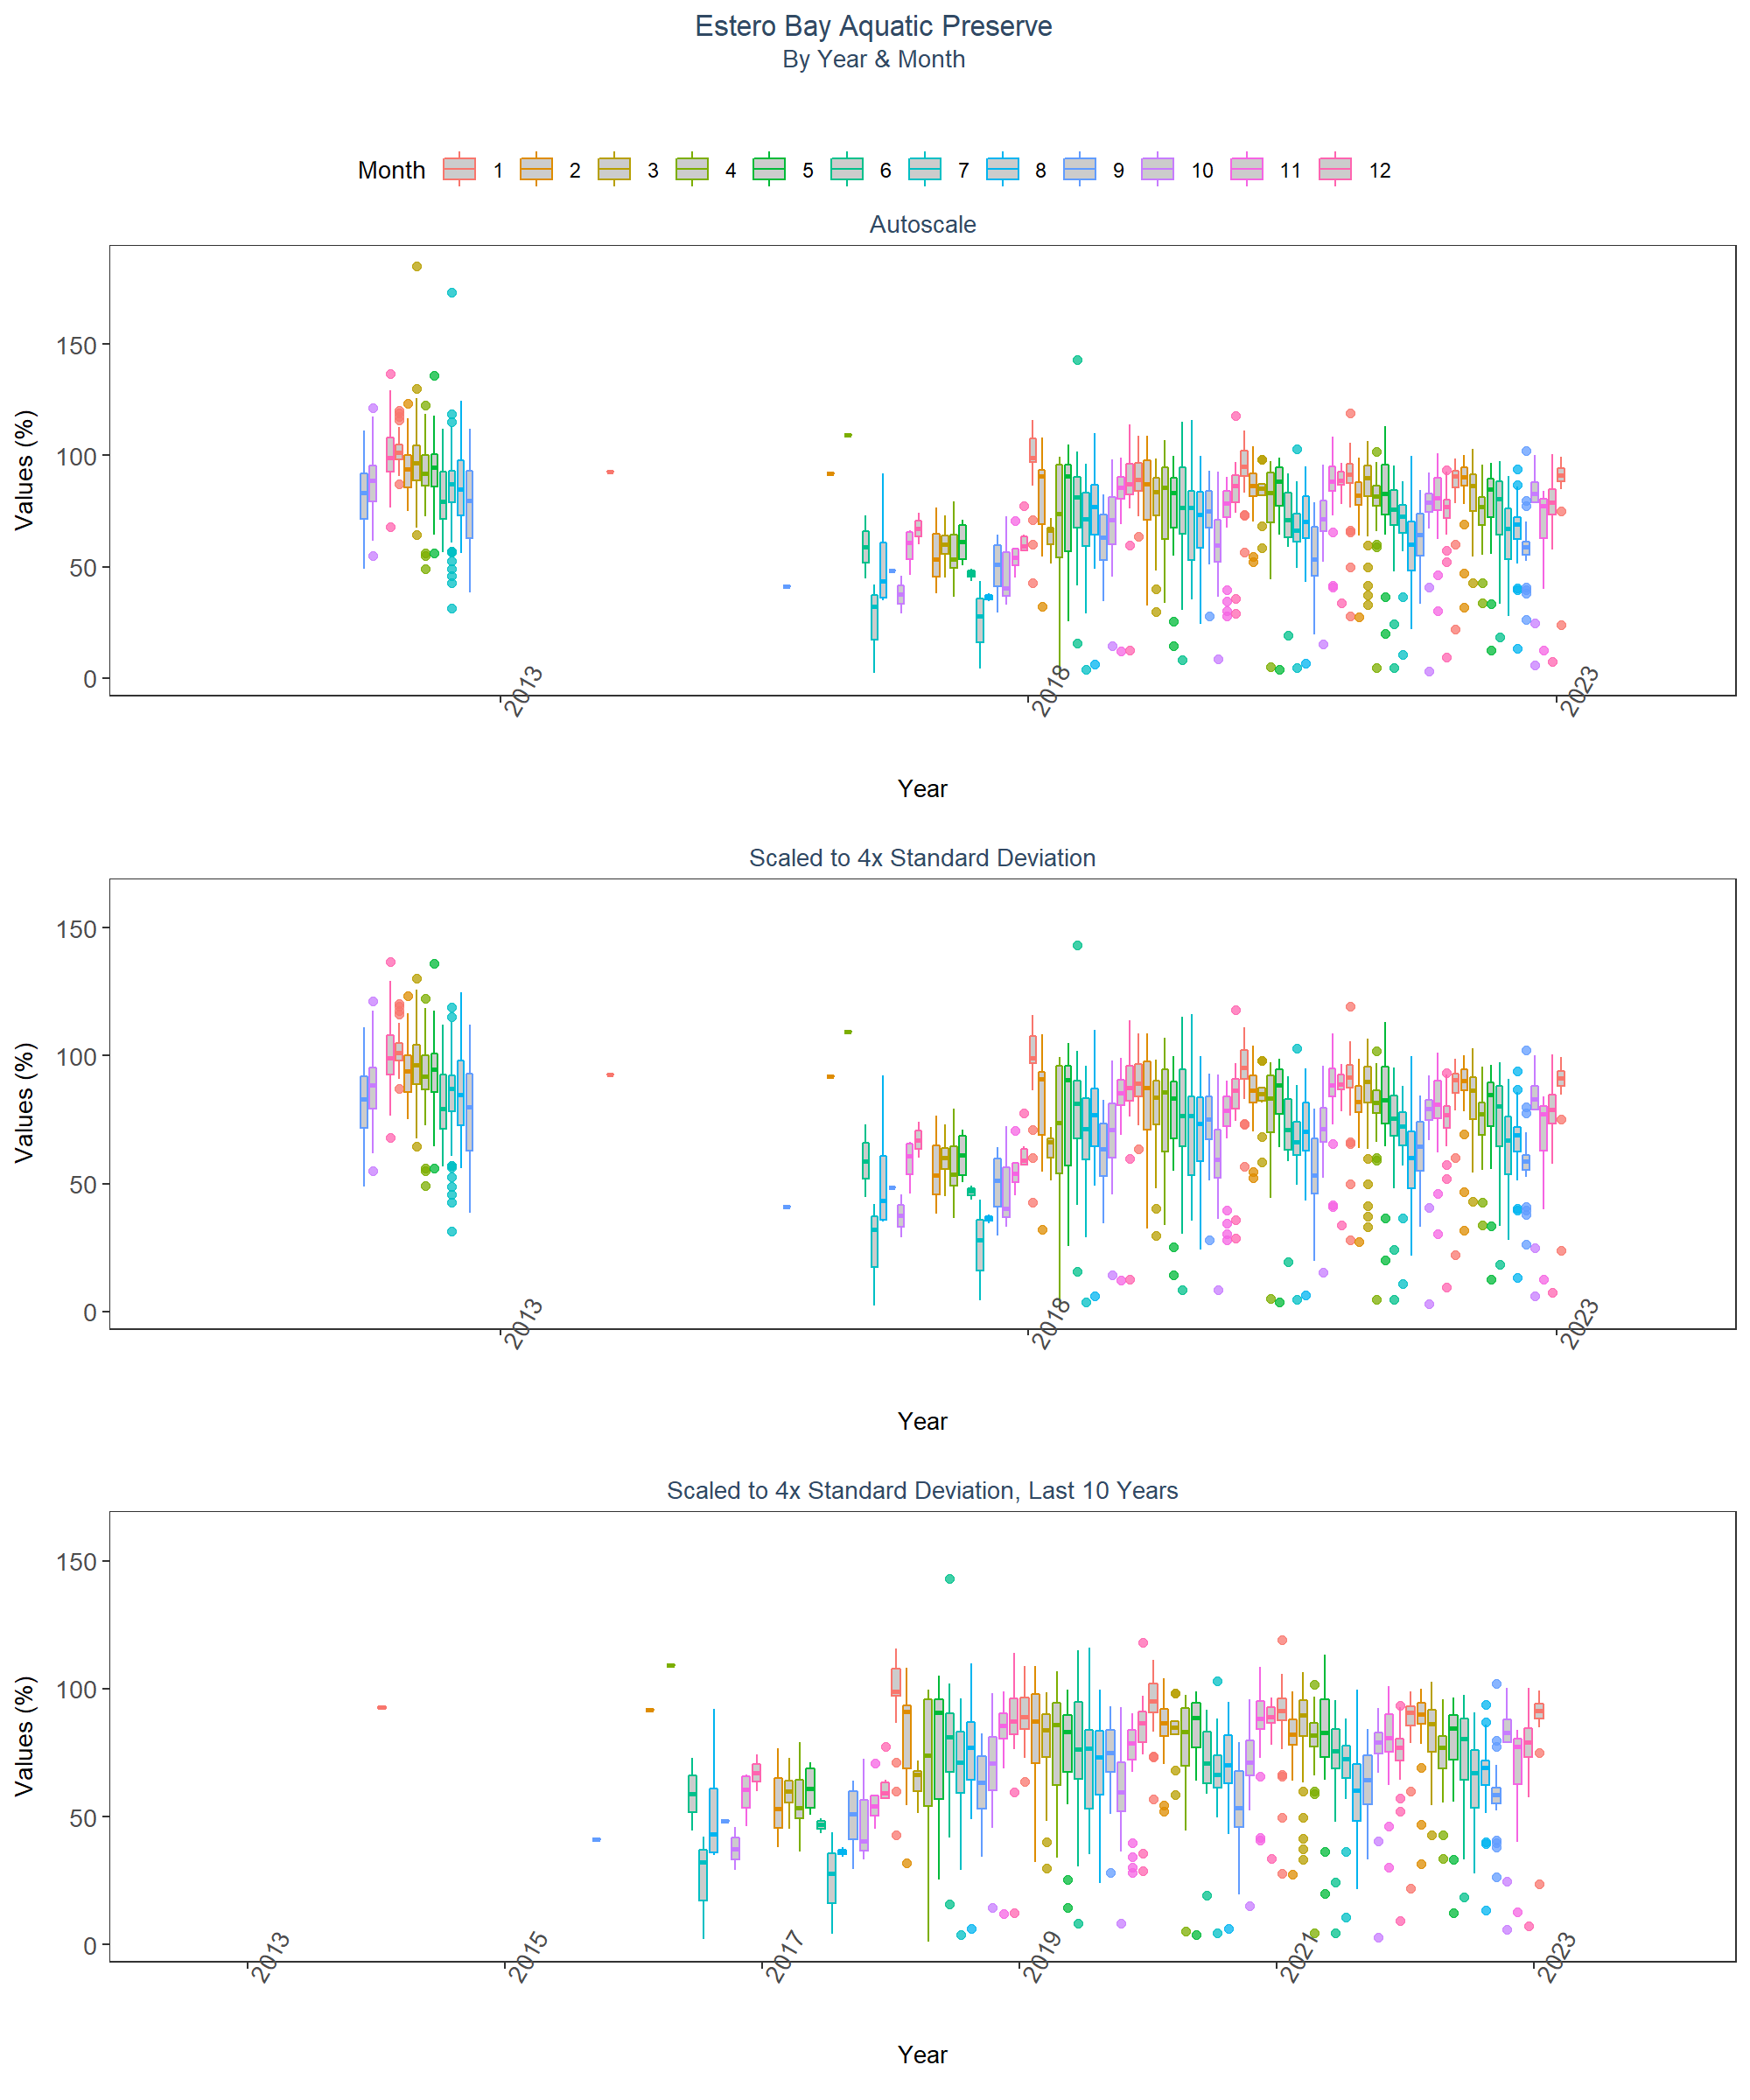 Estero Bay Aquatic Preserve
By Year & Month
Month 1 2 3 4 5 6 7 8 9 10 11 12
Autoscale
Values (%)
150
100
50
0
2013 2018 2023
Year
Scaled to 4x Standard Deviation
Values (%)
150
100
50
0
2013 2018 2023
Year
Scaled to 4x Standard Deviation, Last 10 Years
Values (%)
150
100
50
0
2013 2015 2017 2019 2021 2023
Year